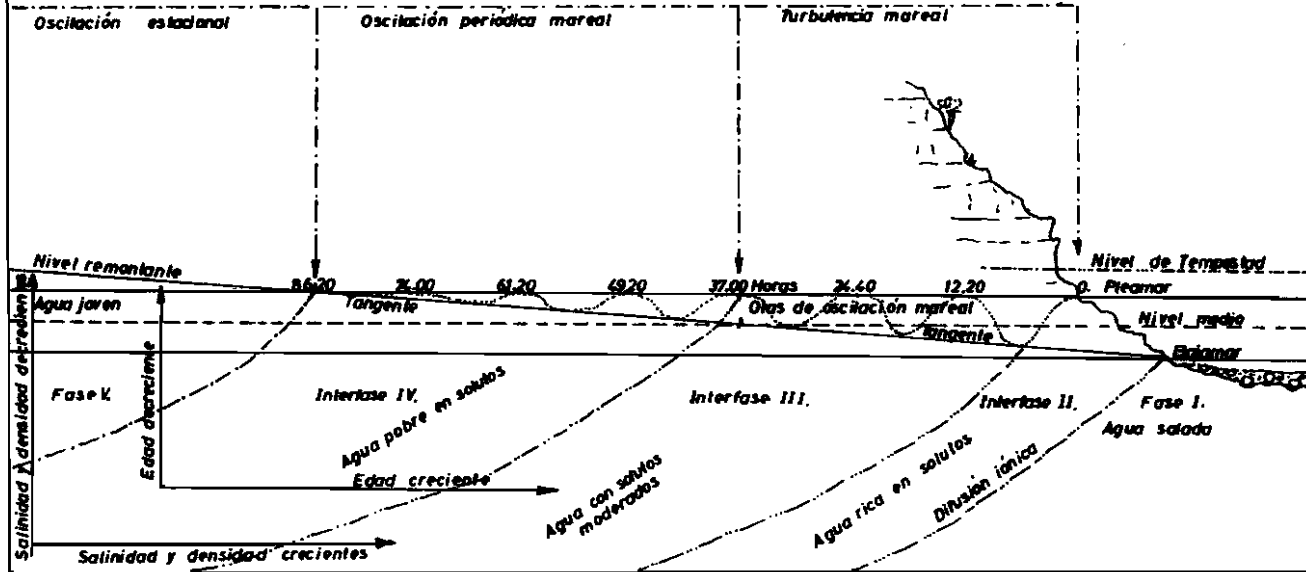 Oscilación estacional
Oscilación periódica mareal
Turbulencia mareal
Nivel remontante
Nivel de Tempestad
86.20
24.00
61.20
49.20
37.00 Horas
24.40
12.20
0.
Pleamar
Agua joven
Tangente
Olas de oscilación mareal
Tangente
Nivel medio
Bajamar
Fase V.
Interfase IV.
Interfase III.
Interfase II.
Fase I.
Agua salada
Salinidad y densidad decrecien
Edad decreciente
Agua pobre en solutos
Edad creciente
Agua con solutos
moderados
Agua rica en solutos
Difusión iónica
Salinidad y densidad crecientes